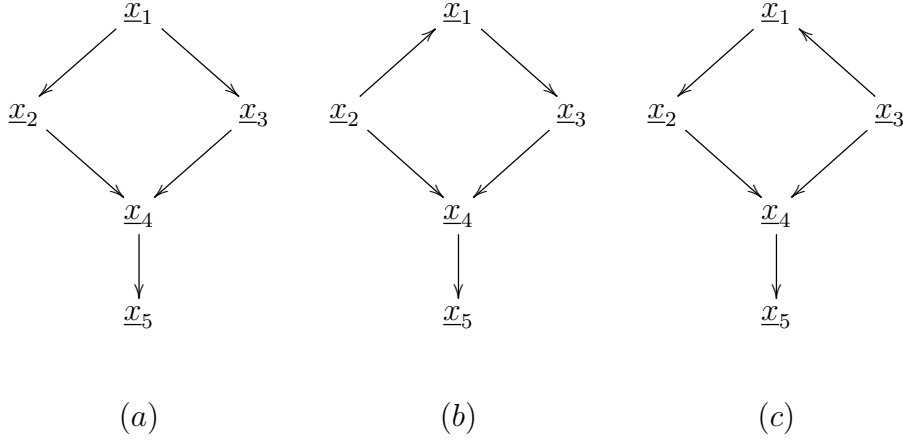 x₁ x₁ x₁
x₂ x₃ x₂ x₃ x₂ x₃
x₄ x₄ x₄
x₅ x₅ x₅
(a) (b) (c)